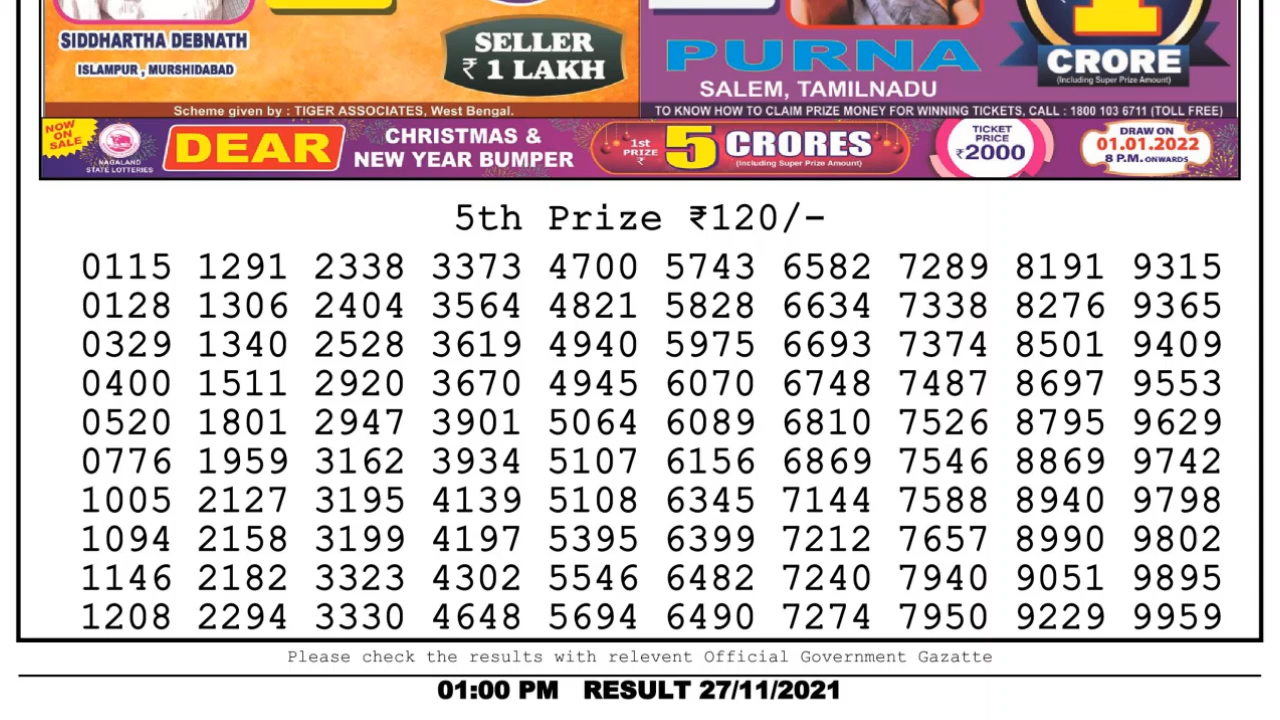 SIDDHARTHA DEBNATH
ISLAMPUR , MURSHIDABAD
SELLER
₹ 1 LAKH
Scheme given by : TIGER ASSOCIATES, West Bengal.
PURNA
SALEM, TAMILNADU
1
CRORE
(Including Super Prize Amount)
TO KNOW HOW TO CLAIM PRIZE MONEY FOR WINNING TICKETS, CALL : 1800 103 6711 (TOLL FREE)
NOW
ON
SALE
NAGALAND
STATE LOTTERIES
DEAR
CHRISTMAS &
NEW YEAR BUMPER
1st
PRIZE
₹
5
CRORES
(Including Super Prize Amount)
TICKET
PRICE
₹2000
DRAW ON
01.01.2022
8 P.M. ONWARDS
5th Prize ₹120/-
0115 1291 2338 3373 4700 5743 6582 7289 8191 9315
0128 1306 2404 3564 4821 5828 6634 7338 8276 9365
0329 1340 2528 3619 4940 5975 6693 7374 8501 9409
0400 1511 2920 3670 4945 6070 6748 7487 8697 9553
0520 1801 2947 3901 5064 6089 6810 7526 8795 9629
0776 1959 3162 3934 5107 6156 6869 7546 8869 9742
1005 2127 3195 4139 5108 6345 7144 7588 8940 9798
1094 2158 3199 4197 5395 6399 7212 7657 8990 9802
1146 2182 3323 4302 5546 6482 7240 7940 9051 9895
1208 2294 3330 4648 5694 6490 7274 7950 9229 9959
Please check the results with relevent Official Government Gazatte
01:00 PM RESULT 27/11/2021